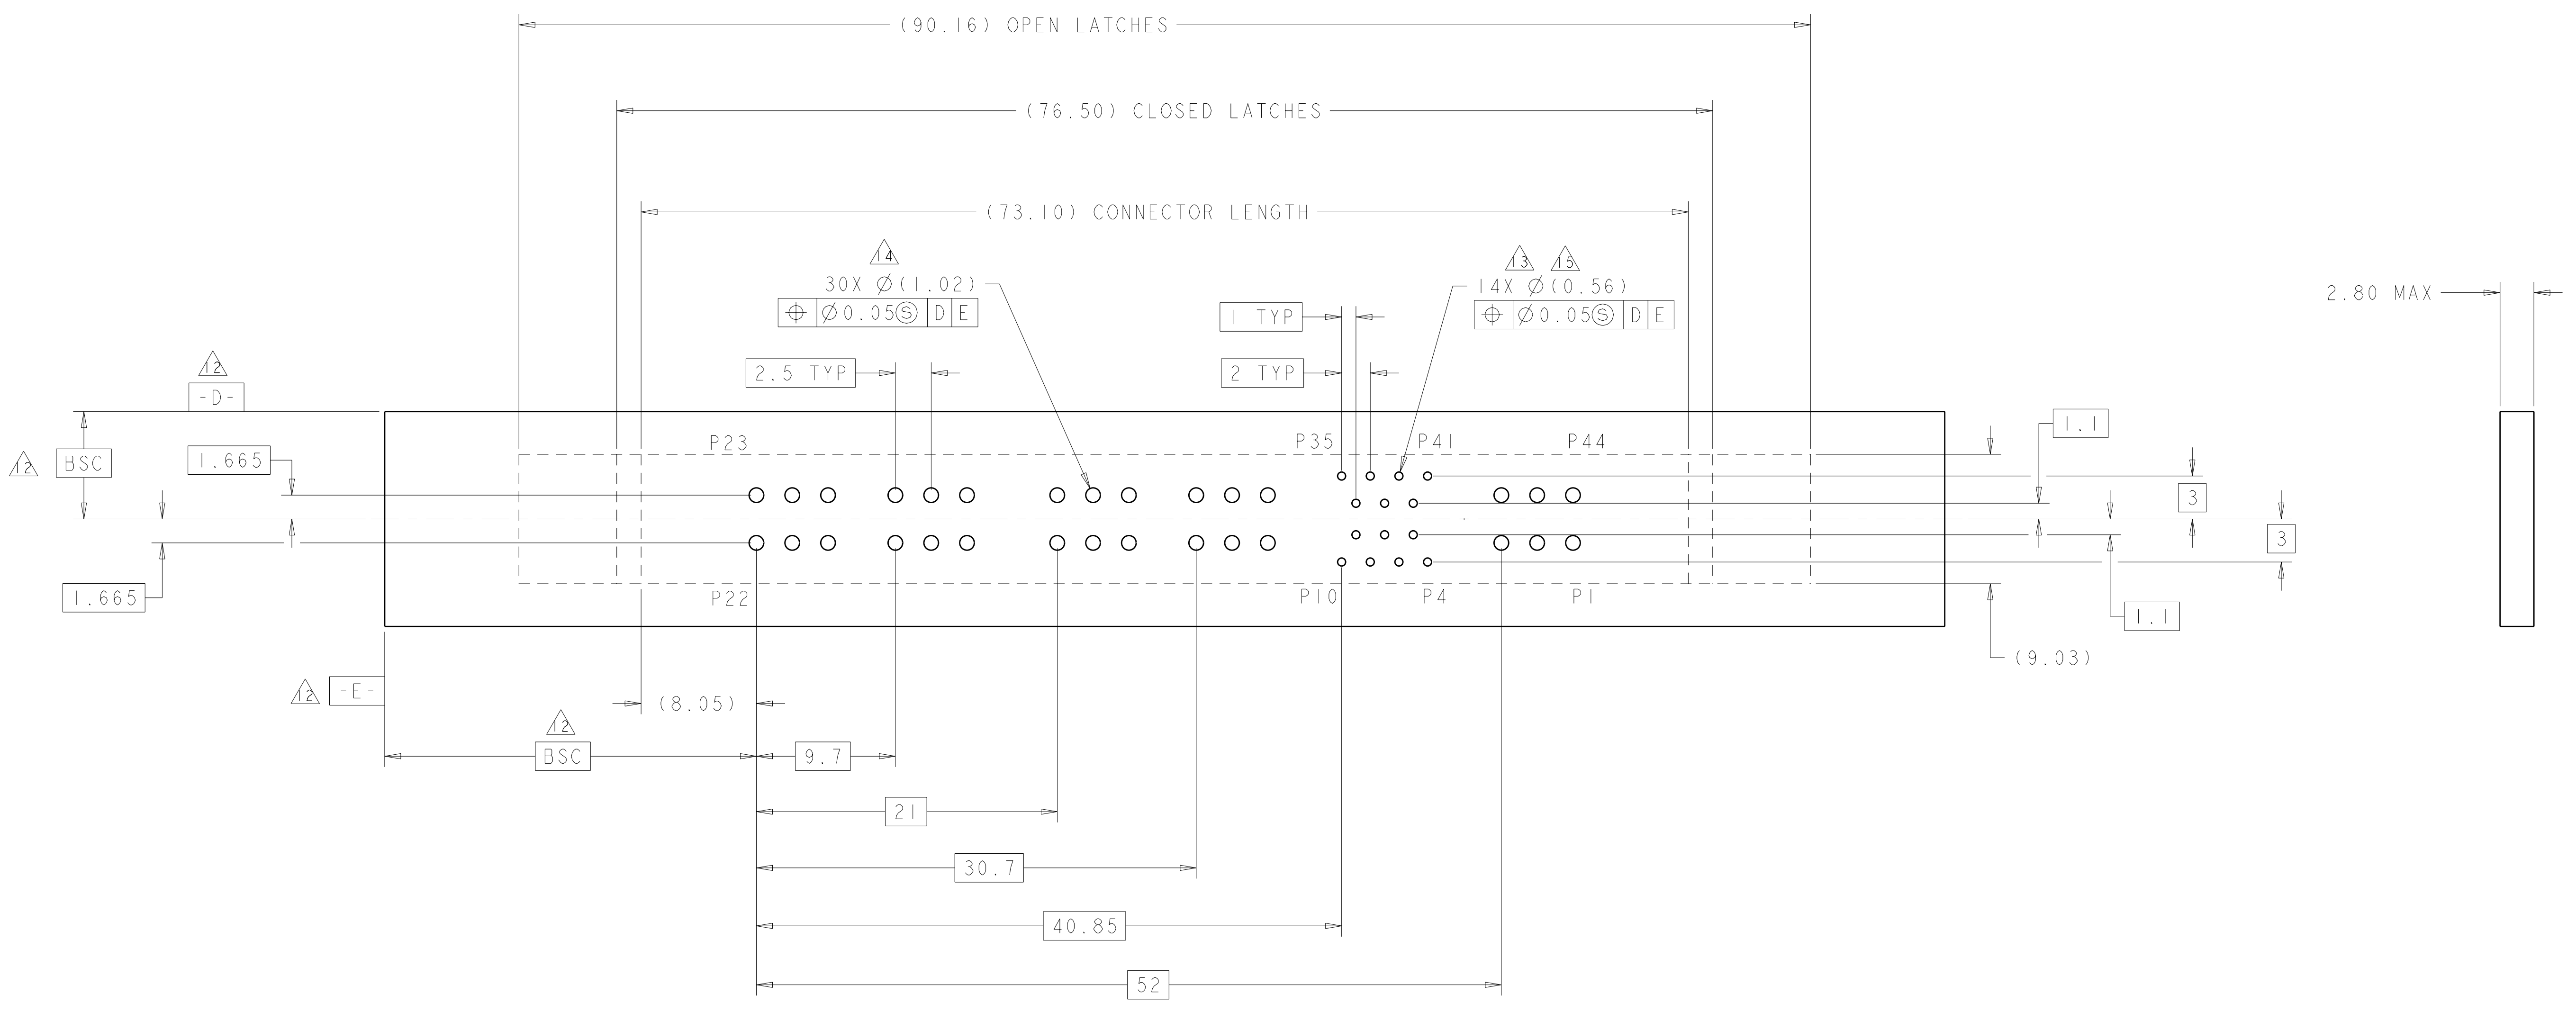 (90.16) OPEN LATCHES
(76.50) CLOSED LATCHES
(73.10) CONNECTOR LENGTH
14
30X Ø(1.02)
⌖ Ø0.05Ⓢ D E
13 15
14X Ø(0.56)
⌖ Ø0.05Ⓢ D E
2.80 MAX
1 TYP
2.5 TYP
2 TYP
12
-D-
12 BSC
1.665
P23
P35
P41
P44
1.1
3
3
1.665
P22
P10
P4
P1
1.1
(9.03)
12 -E-
(8.05)
12
BSC
9.7
21
30.7
40.85
52